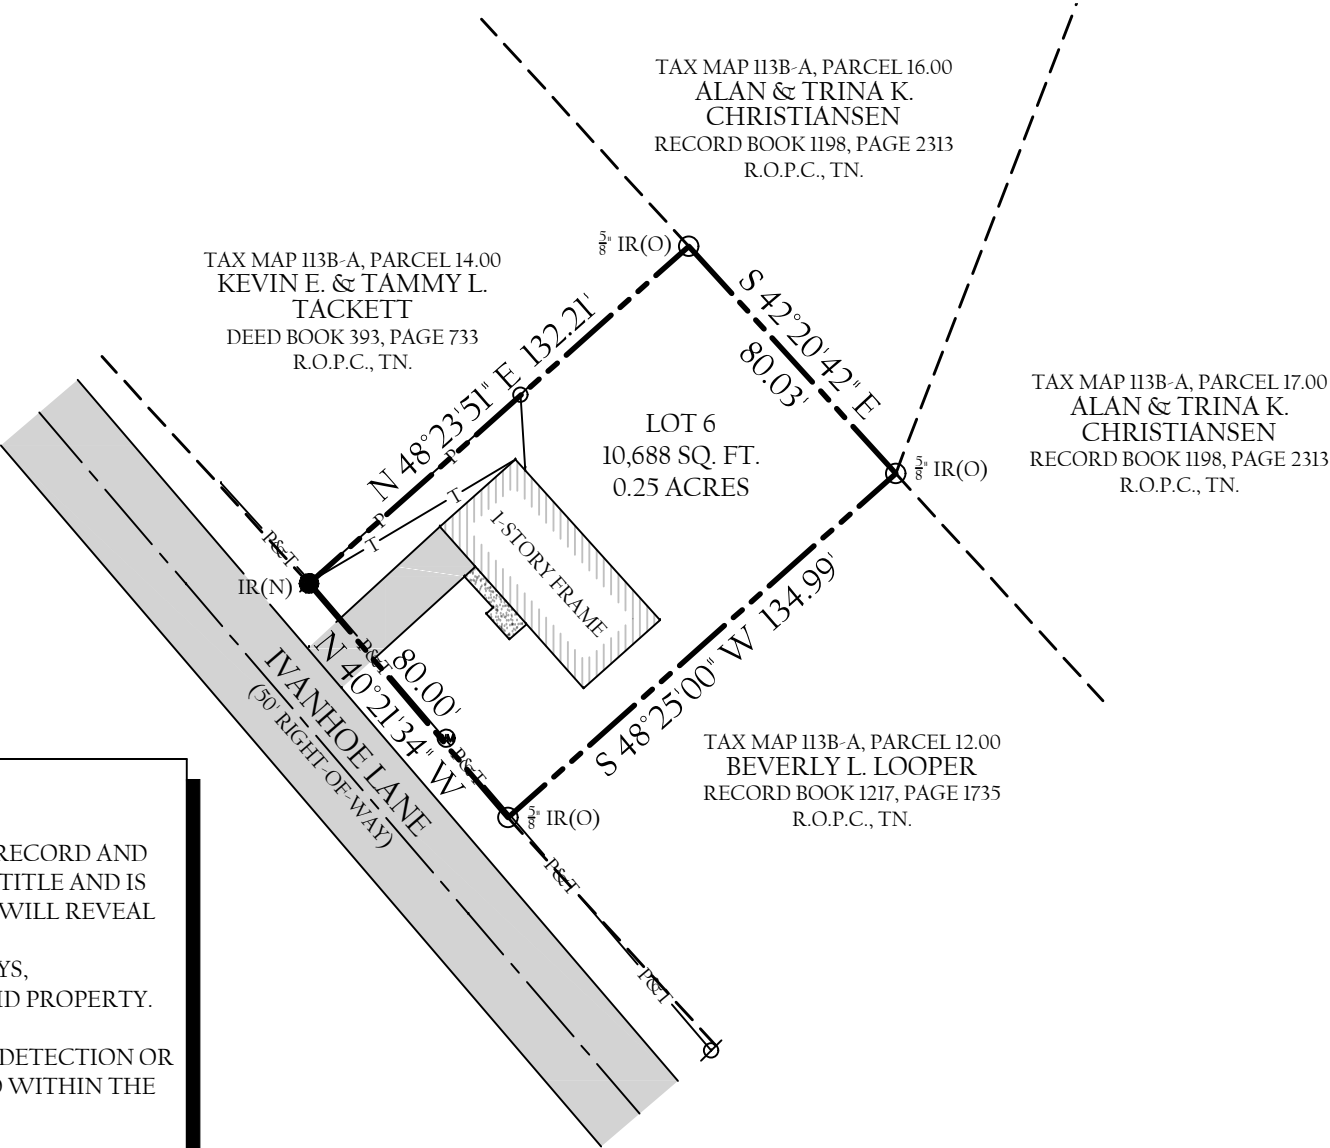 TAX MAP 113B-A, PARCEL 16.00
ALAN & TRINA K.
CHRISTIANSEN
RECORD BOOK 1198, PAGE 2313
R.O.P.C., TN.
5/8" IR(O)
TAX MAP 113B-A, PARCEL 14.00
KEVIN E. & TAMMY L.
TACKETT
DEED BOOK 393, PAGE 733
R.O.P.C., TN.
N 48°23'51" E 132.21'
S 42°20'42" E
80.03'
LOT 6
10,688 SQ. FT.
0.25 ACRES
TAX MAP 113B-A, PARCEL 17.00
ALAN & TRINA K.
CHRISTIANSEN
RECORD BOOK 1198, PAGE 2313
R.O.P.C., TN.
5/8" IR(O)
P
P
T
T
1-STORY FRAME
P&T
IR(N)
P&T
80.00'
N 40°21'34" W
W
P&T
IVANHOE LANE
(50' RIGHT-OF-WAY)
S 48°25'00" W 134.99'
TAX MAP 113B-A, PARCEL 12.00
BEVERLY L. LOOPER
RECORD BOOK 1217, PAGE 1735
R.O.P.C., TN.
5/8" IR(O)
P&T
P&T
RECORD AND
TITLE AND IS
WILL REVEAL
YS,
ID PROPERTY.
DETECTION OR
D WITHIN THE